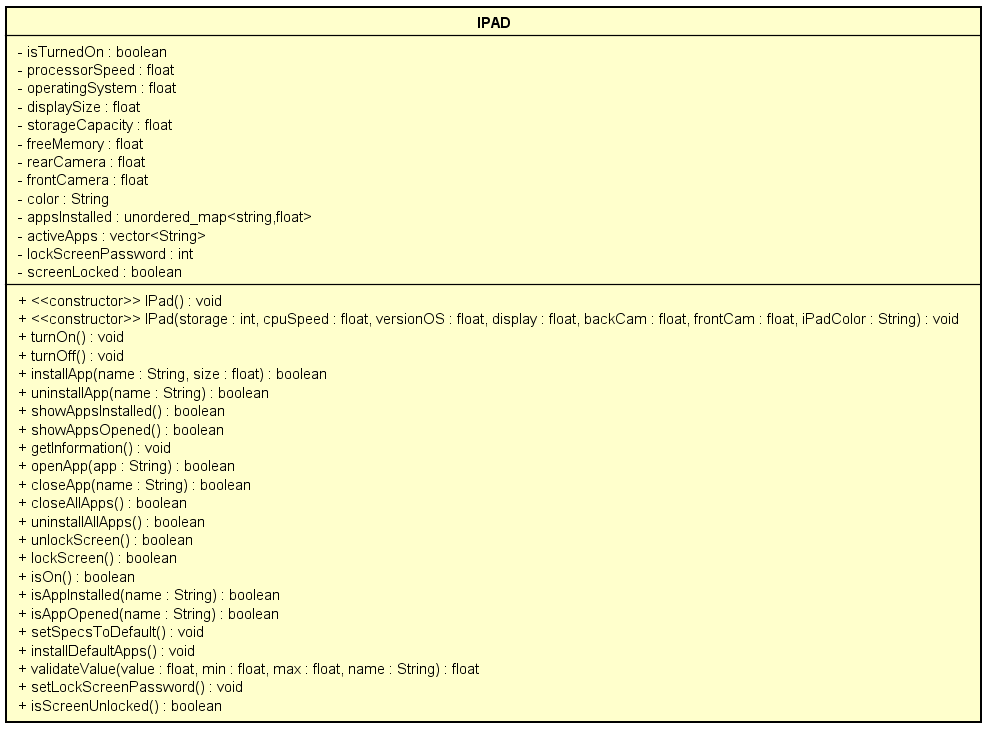 IPAD
- isTurnedOn : boolean
- processorSpeed : float
- operatingSystem : float
- displaySize : float
- storageCapacity : float
- freeMemory : float
- rearCamera : float
- frontCamera : float
- color : String
- appsInstalled : unordered_map<string,float>
- activeApps : vector<String>
- lockScreenPassword : int
- screenLocked : boolean
+ <<constructor>> IPad() : void
+ <<constructor>> IPad(storage : int, cpuSpeed : float, versionOS : float, display : float, backCam : float, frontCam : float, iPadColor : String) : void
+ turnOn() : void
+ turnOff() : void
+ installApp(name : String, size : float) : boolean
+ uninstallApp(name : String) : boolean
+ showAppsInstalled() : boolean
+ showAppsOpened() : boolean
+ getInformation() : void
+ openApp(app : String) : boolean
+ closeApp(name : String) : boolean
+ closeAllApps() : boolean
+ uninstallAllApps() : boolean
+ unlockScreen() : boolean
+ lockScreen() : boolean
+ isOn() : boolean
+ isAppInstalled(name : String) : boolean
+ isAppOpened(name : String) : boolean
+ setSpecsToDefault() : void
+ installDefaultApps() : void
+ validateValue(value : float, min : float, max : float, name : String) : float
+ setLockScreenPassword() : void
+ isScreenUnlocked() : boolean